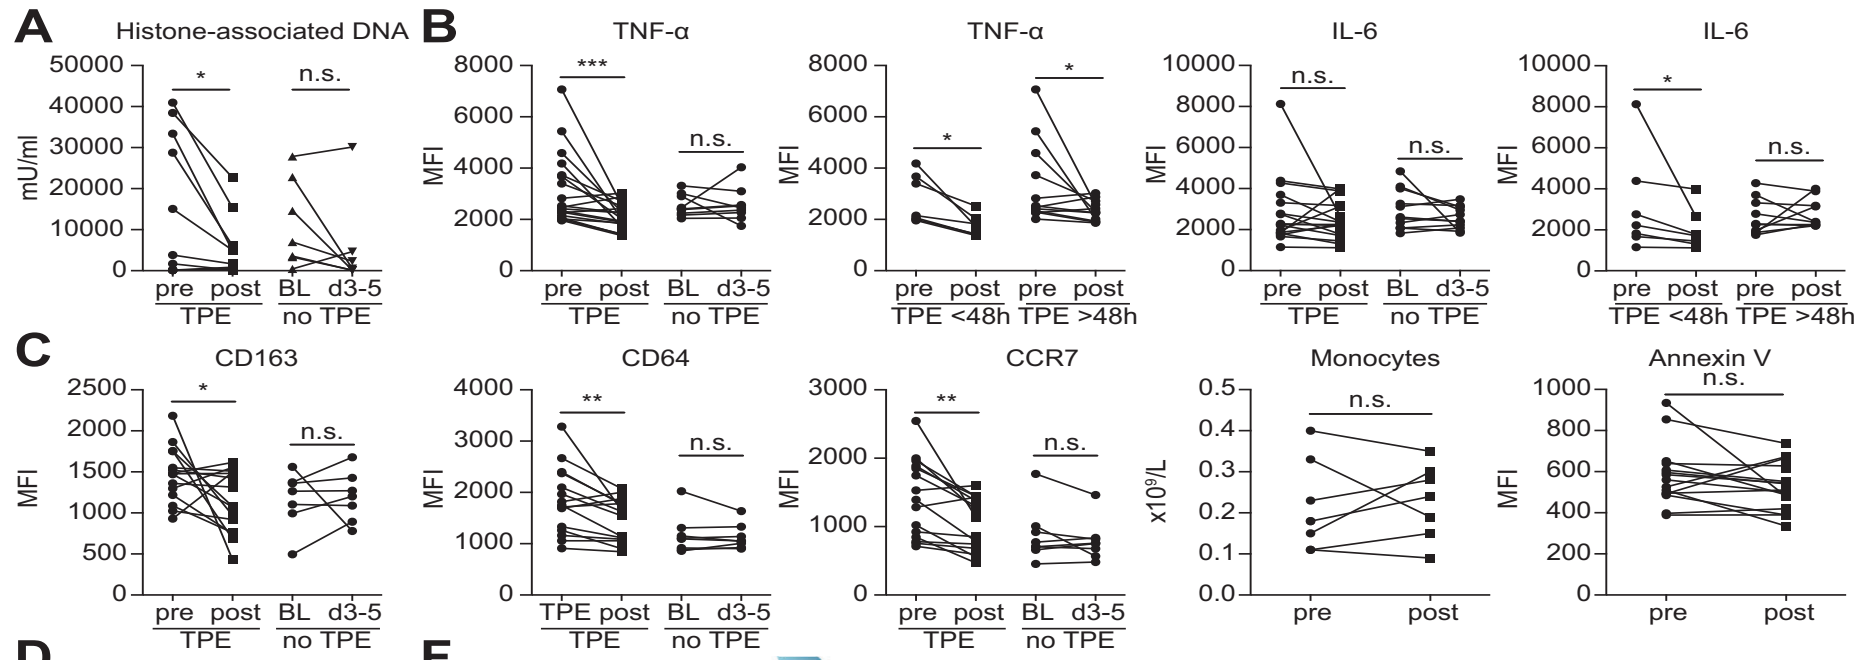 A Histone-associated DNA
50000
40000
30000
20000
10000
0
mU/ml
* n.s.
pre post BL d3-5
TPE no TPE
B TNF-α
8000
6000
4000
2000
0
MFI
*** n.s.
pre post BL d3-5
TPE no TPE
TNF-α
8000
6000
4000
2000
0
MFI
* *
pre post pre post
TPE <48h TPE >48h
IL-6
10000
8000
6000
4000
2000
0
MFI
n.s. n.s.
pre post BL d3-5
TPE no TPE
IL-6
10000
8000
6000
4000
2000
0
MFI
* n.s.
pre post pre post
TPE <48h TPE >48h
C CD163
2500
2000
1500
1000
500
0
MFI
* n.s.
pre post BL d3-5
TPE no TPE
CD64
4000
3000
2000
1000
0
MFI
** n.s.
TPE post BL d3-5
TPE no TPE
CCR7
3000
2000
1000
0
MFI
** n.s.
pre post BL d3-5
TPE no TPE
Monocytes
0.5
0.4
0.3
0.2
0.1
0.0
x10⁹/L
n.s.
pre post
Annexin V
1000
800
600
400
200
0
MFI
n.s.
pre post
D